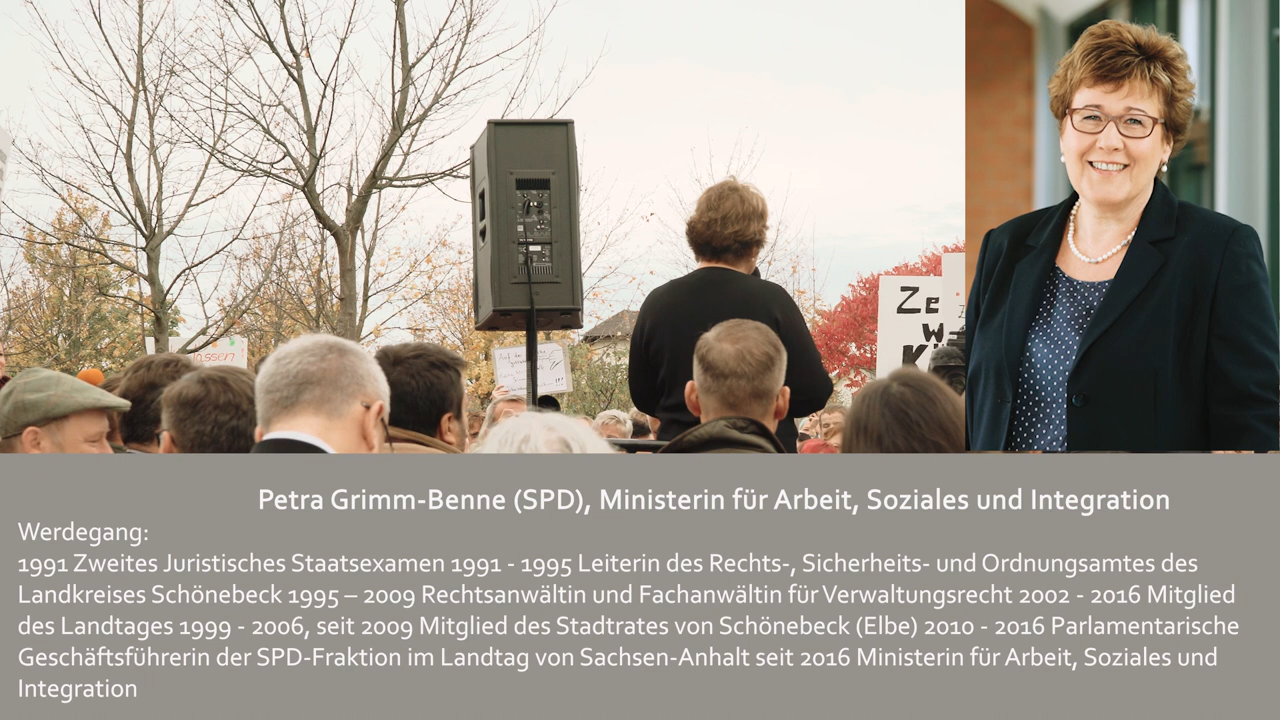 assen
Ze
w
Petra Grimm-Benne (SPD), Ministerin für Arbeit, Soziales und Integration
Werdegang:
1991 Zweites Juristisches Staatsexamen 1991 - 1995 Leiterin des Rechts-, Sicherheits- und Ordnungsamtes des
Landkreises Schönebeck 1995 – 2009 Rechtsanwältin und Fachanwältin für Verwaltungsrecht 2002 - 2016 Mitglied
des Landtages 1999 - 2006, seit 2009 Mitglied des Stadtrates von Schönebeck (Elbe) 2010 - 2016 Parlamentarische
Geschäftsführerin der SPD-Fraktion im Landtag von Sachsen-Anhalt seit 2016 Ministerin für Arbeit, Soziales und
Integration